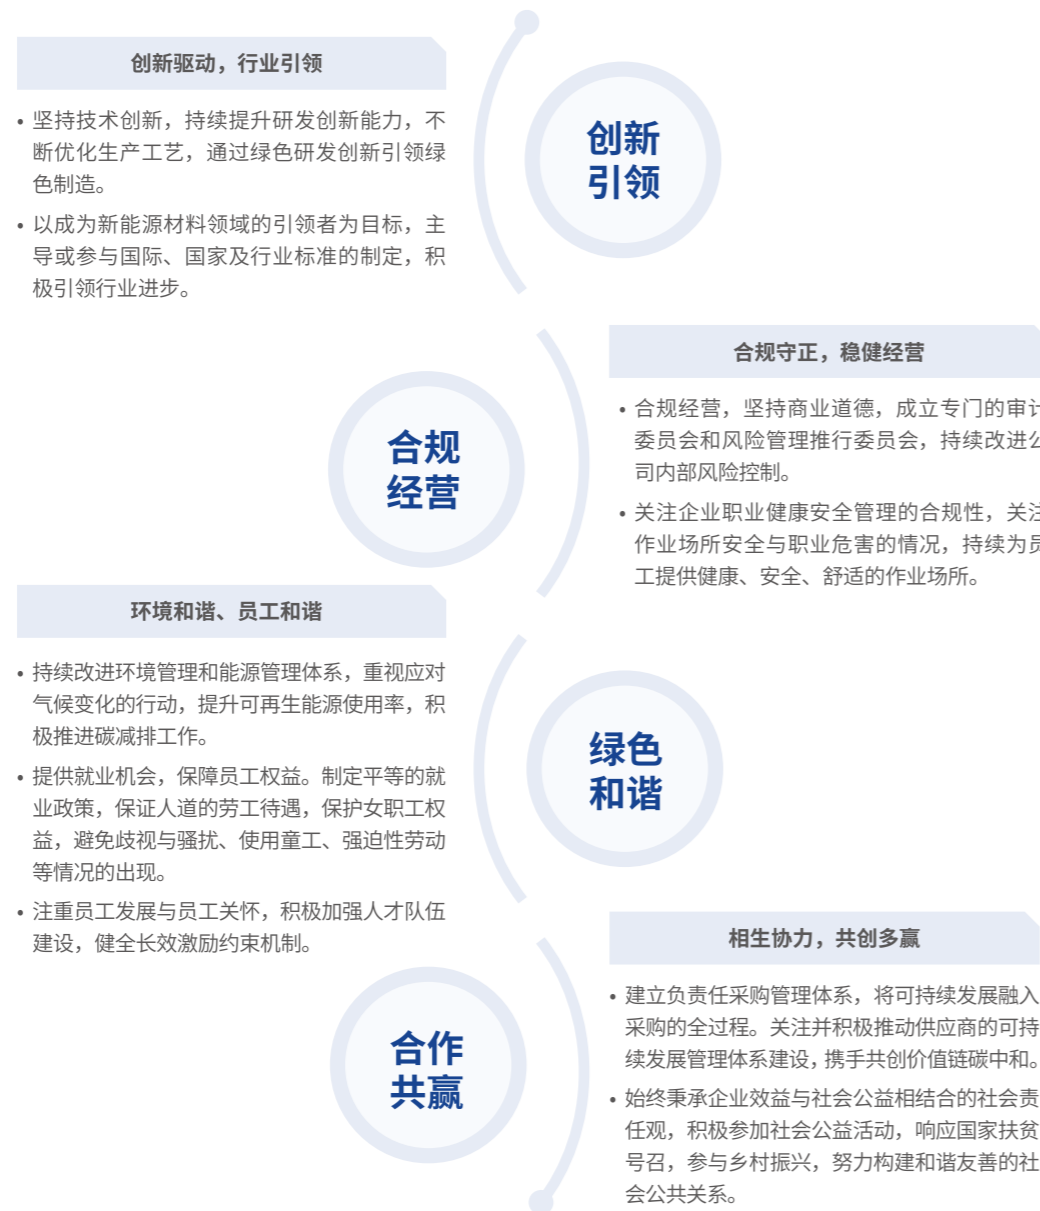 创新驱动，行业引领
• 坚持技术创新，持续提升研发创新能力，不
断优化生产工艺，通过绿色研发创新引领绿
色制造。
• 以成为新能源材料领域的引领者为目标，主
导或参与国际、国家及行业标准的制定，积
极引领行业进步。
创新
引领
合规守正，稳健经营
• 合规经营，坚持商业道德，成立专门的审计
委员会和风险管理推行委员会，持续改进公
司内部风险控制。
• 关注企业职业健康安全管理的合规性，关注
作业场所安全与职业危害的情况，持续为员
工提供健康、安全、舒适的作业场所。
合规
经营
环境和谐、员工和谐
• 持续改进环境管理和能源管理体系，重视应对
气候变化的行动，提升可再生能源使用率，积
极推进碳减排工作。
• 提供就业机会，保障员工权益。制定平等的就
业政策，保证人道的劳工待遇，保护女职工权
益，避免歧视与骚扰、使用童工、强迫性劳动
等情况的出现。
• 注重员工发展与员工关怀，积极加强人才队伍
建设，健全长效激励约束机制。
绿色
和谐
相生协力，共创多赢
• 建立负责任采购管理体系，将可持续发展融入
采购的全过程。关注并积极推动供应商的可持
续发展管理体系建设，携手共创价值链碳中和。
• 始终秉承企业效益与社会公益相结合的社会责
任观，积极参加社会公益活动，响应国家扶贫
号召，参与乡村振兴，努力构建和谐友善的社
会公共关系。
合作
共赢